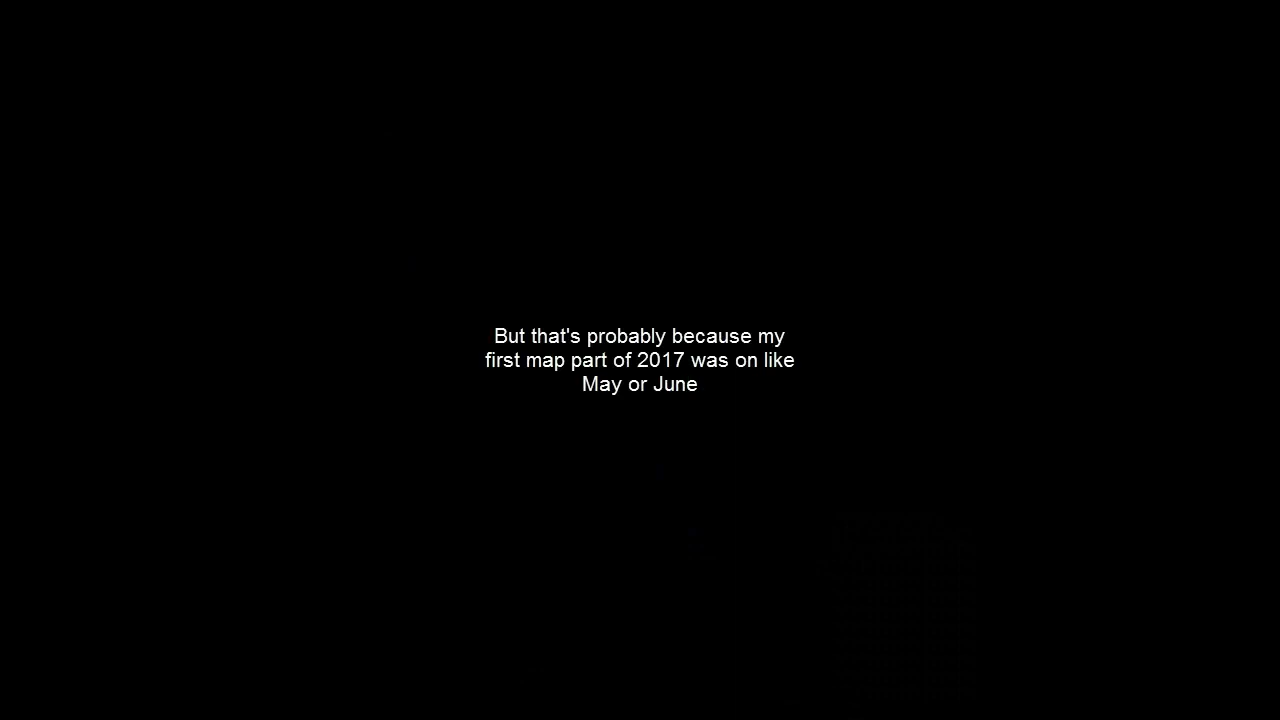 But that's probably because my
first map part of 2017 was on like
May or June